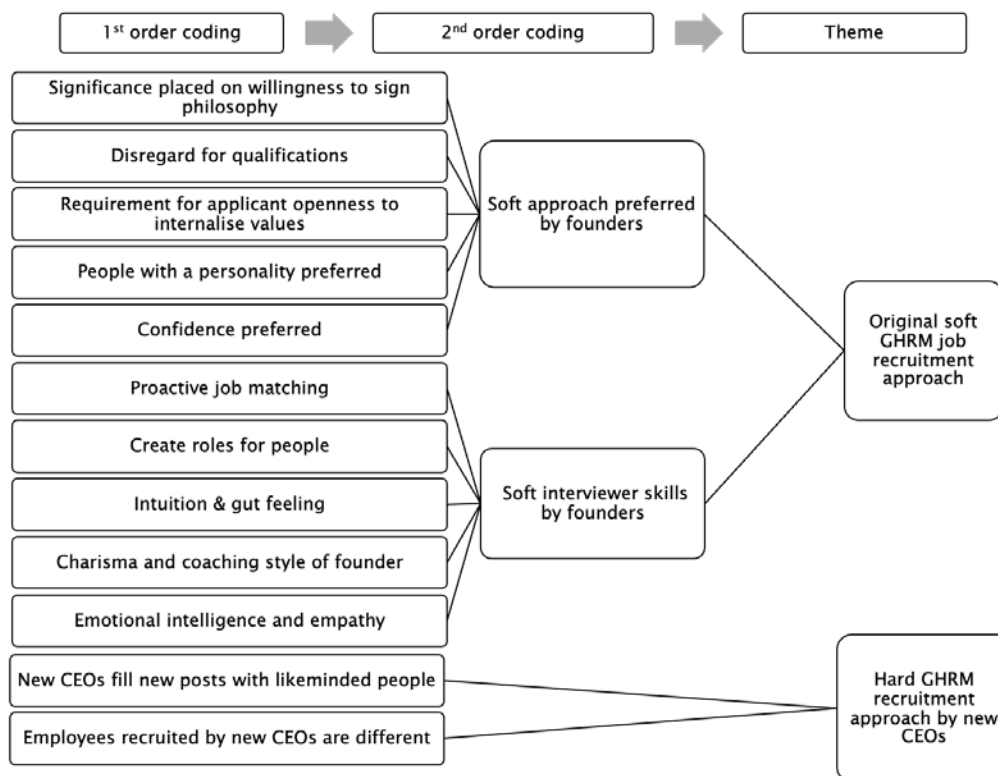 1st order coding
2nd order coding
Theme
Significance placed on willingness to sign
philosophy
Disregard for qualifications
Requirement for applicant openness to
internalise values
People with a personality preferred
Confidence preferred
Proactive job matching
Create roles for people
Intuition & gut feeling
Charisma and coaching style of founder
Emotional intelligence and empathy
New CEOs fill new posts with likeminded people
Employees recruited by new CEOs are different
Soft approach preferred
by founders
Soft interviewer skills
by founders
Original soft
GHRM job
recruitment
approach
Hard GHRM
recruitment
approach by new
CEOs